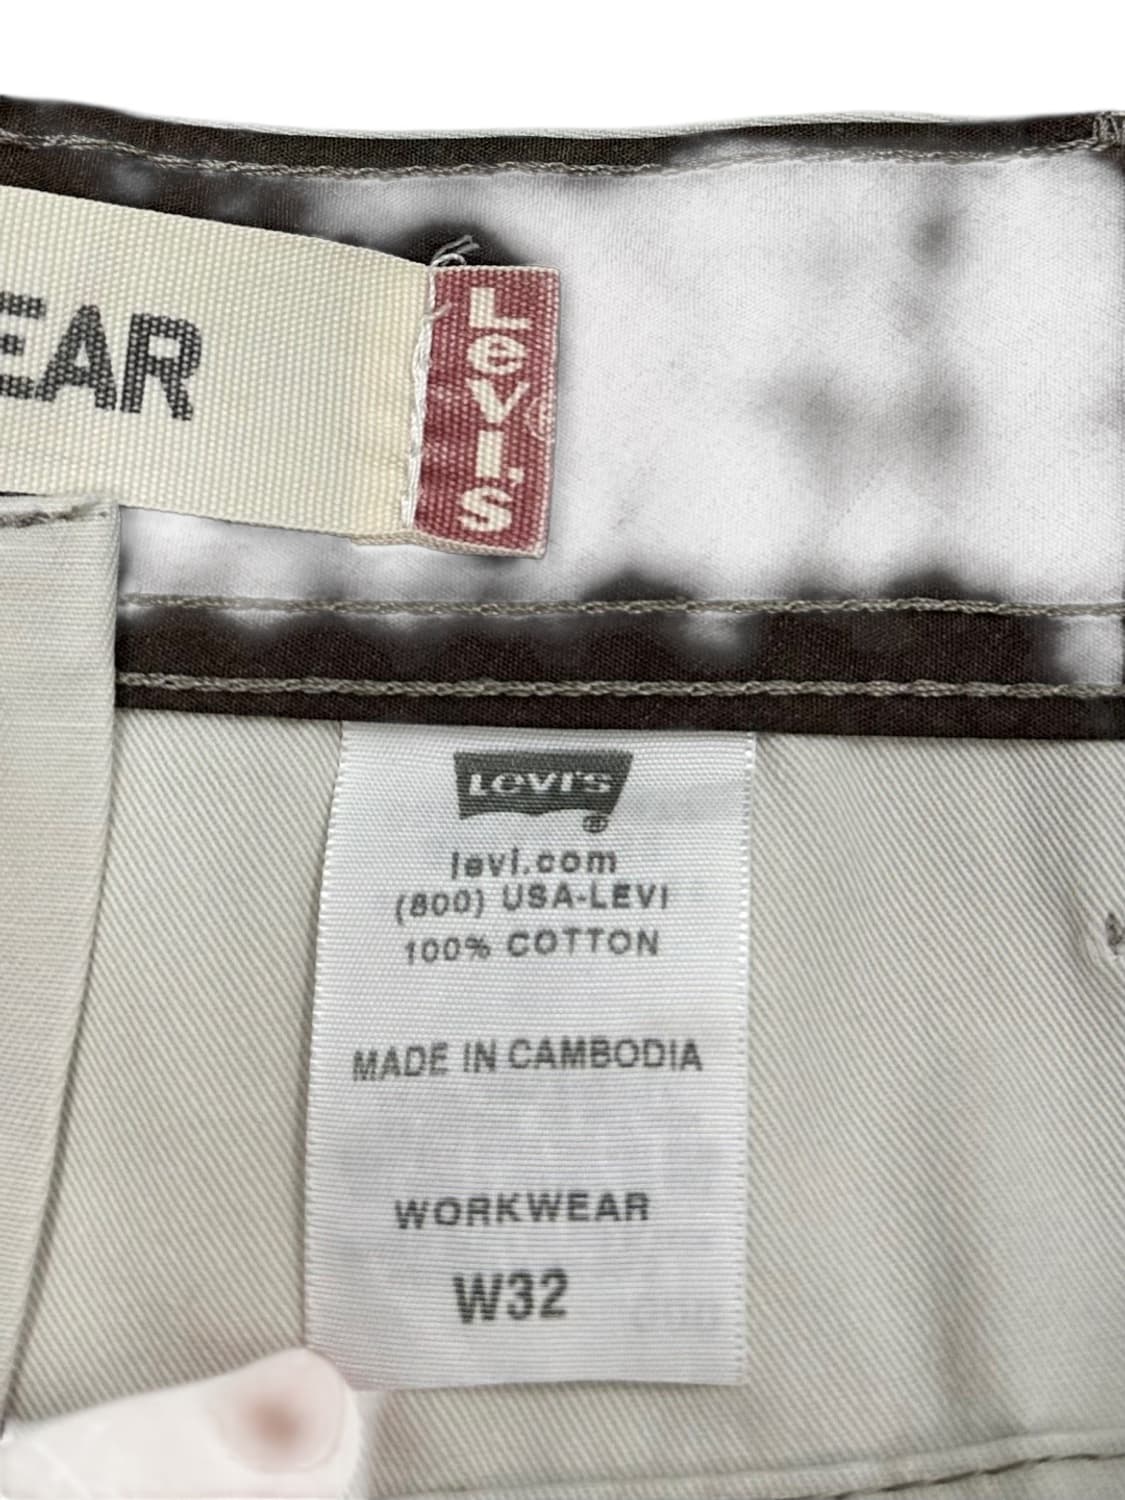 EAR
LEVI'S
®
LEVI'S
®
levi.com
(800) USA-LEVI
100% COTTON
MADE IN CAMBODIA
WORKWEAR
W32